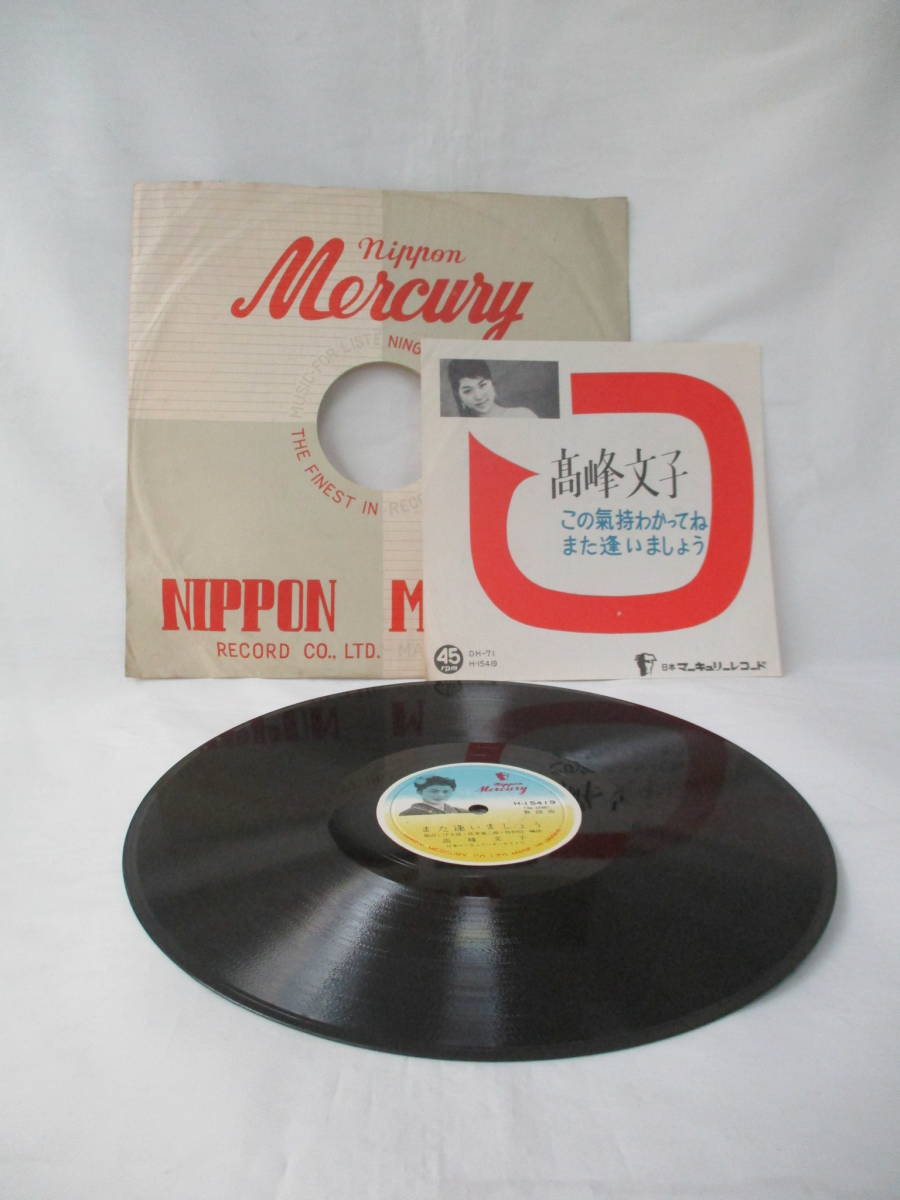 Nippon
Mercury
MUSIC-FOR LISTENING
THE FINEST IN RECO
NIPPON M
RECORD CO., LTD. MA
髙峰文子
この氣持わかってね
また逢いましょう
45 rpm
DH-71
H-15419
日本マーキュリーレコード
Nippon
Mercury
H-15419
また逢いましょう
高峰文子